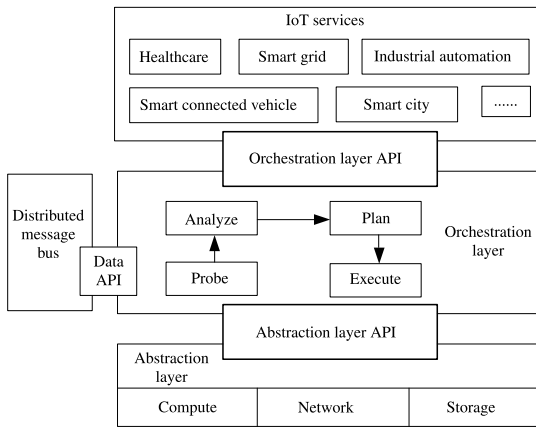 IoT services
Healthcare
Smart grid
Industrial automation
Smart connected vehicle
Smart city
......
Orchestration layer API
Distributed
message
bus
Data
API
Analyze
Plan
Probe
Execute
Orchestration
layer
Abstraction layer API
Abstraction
layer
Compute
Network
Storage